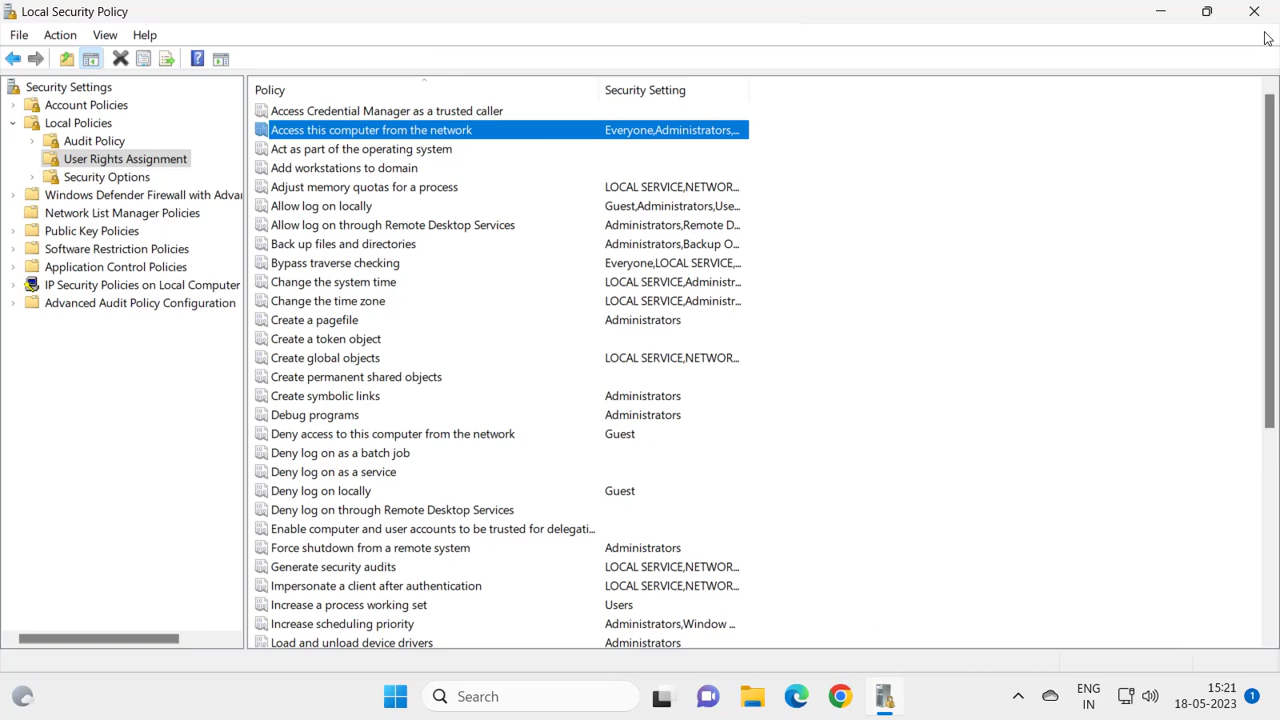 Local Security Policy
File Action View Help
Security Settings
Account Policies
Local Policies
Audit Policy
User Rights Assignment
Security Options
Windows Defender Firewall with Adva
Network List Manager Policies
Public Key Policies
Software Restriction Policies
Application Control Policies
IP Security Policies on Local Computer
Advanced Audit Policy Configuration
Policy Security Setting
Access Credential Manager as a trusted caller
Access this computer from the network Everyone,Administrators,...
Act as part of the operating system
Add workstations to domain
Adjust memory quotas for a process LOCAL SERVICE,NETWOR...
Allow log on locally Guest,Administrators,Use...
Allow log on through Remote Desktop Services Administrators,Remote D...
Back up files and directories Administrators,Backup O...
Bypass traverse checking Everyone,LOCAL SERVICE,...
Change the system time LOCAL SERVICE,Administr...
Change the time zone LOCAL SERVICE,Administr...
Create a pagefile Administrators
Create a token object
Create global objects LOCAL SERVICE,NETWOR...
Create permanent shared objects
Create symbolic links Administrators
Debug programs Administrators
Deny access to this computer from the network Guest
Deny log on as a batch job
Deny log on as a service
Deny log on locally Guest
Deny log on through Remote Desktop Services
Enable computer and user accounts to be trusted for delegati...
Force shutdown from a remote system Administrators
Generate security audits LOCAL SERVICE,NETWOR...
Impersonate a client after authentication LOCAL SERVICE,NETWOR...
Increase a process working set Users
Increase scheduling priority Administrators,Window ...
Load and unload device drivers Administrators
Search
ENG
IN
15:21
18-05-2023
1